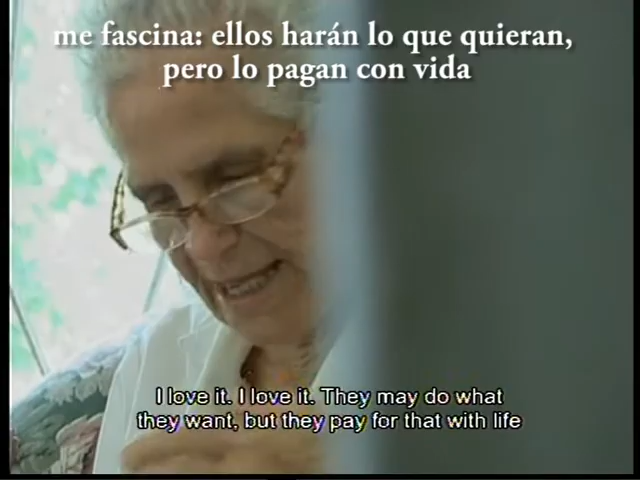 me fascina: ellos harán lo que quieran,
pero lo pagan con vida
I love it. I love it. They may do what
they want, but they pay for that with life